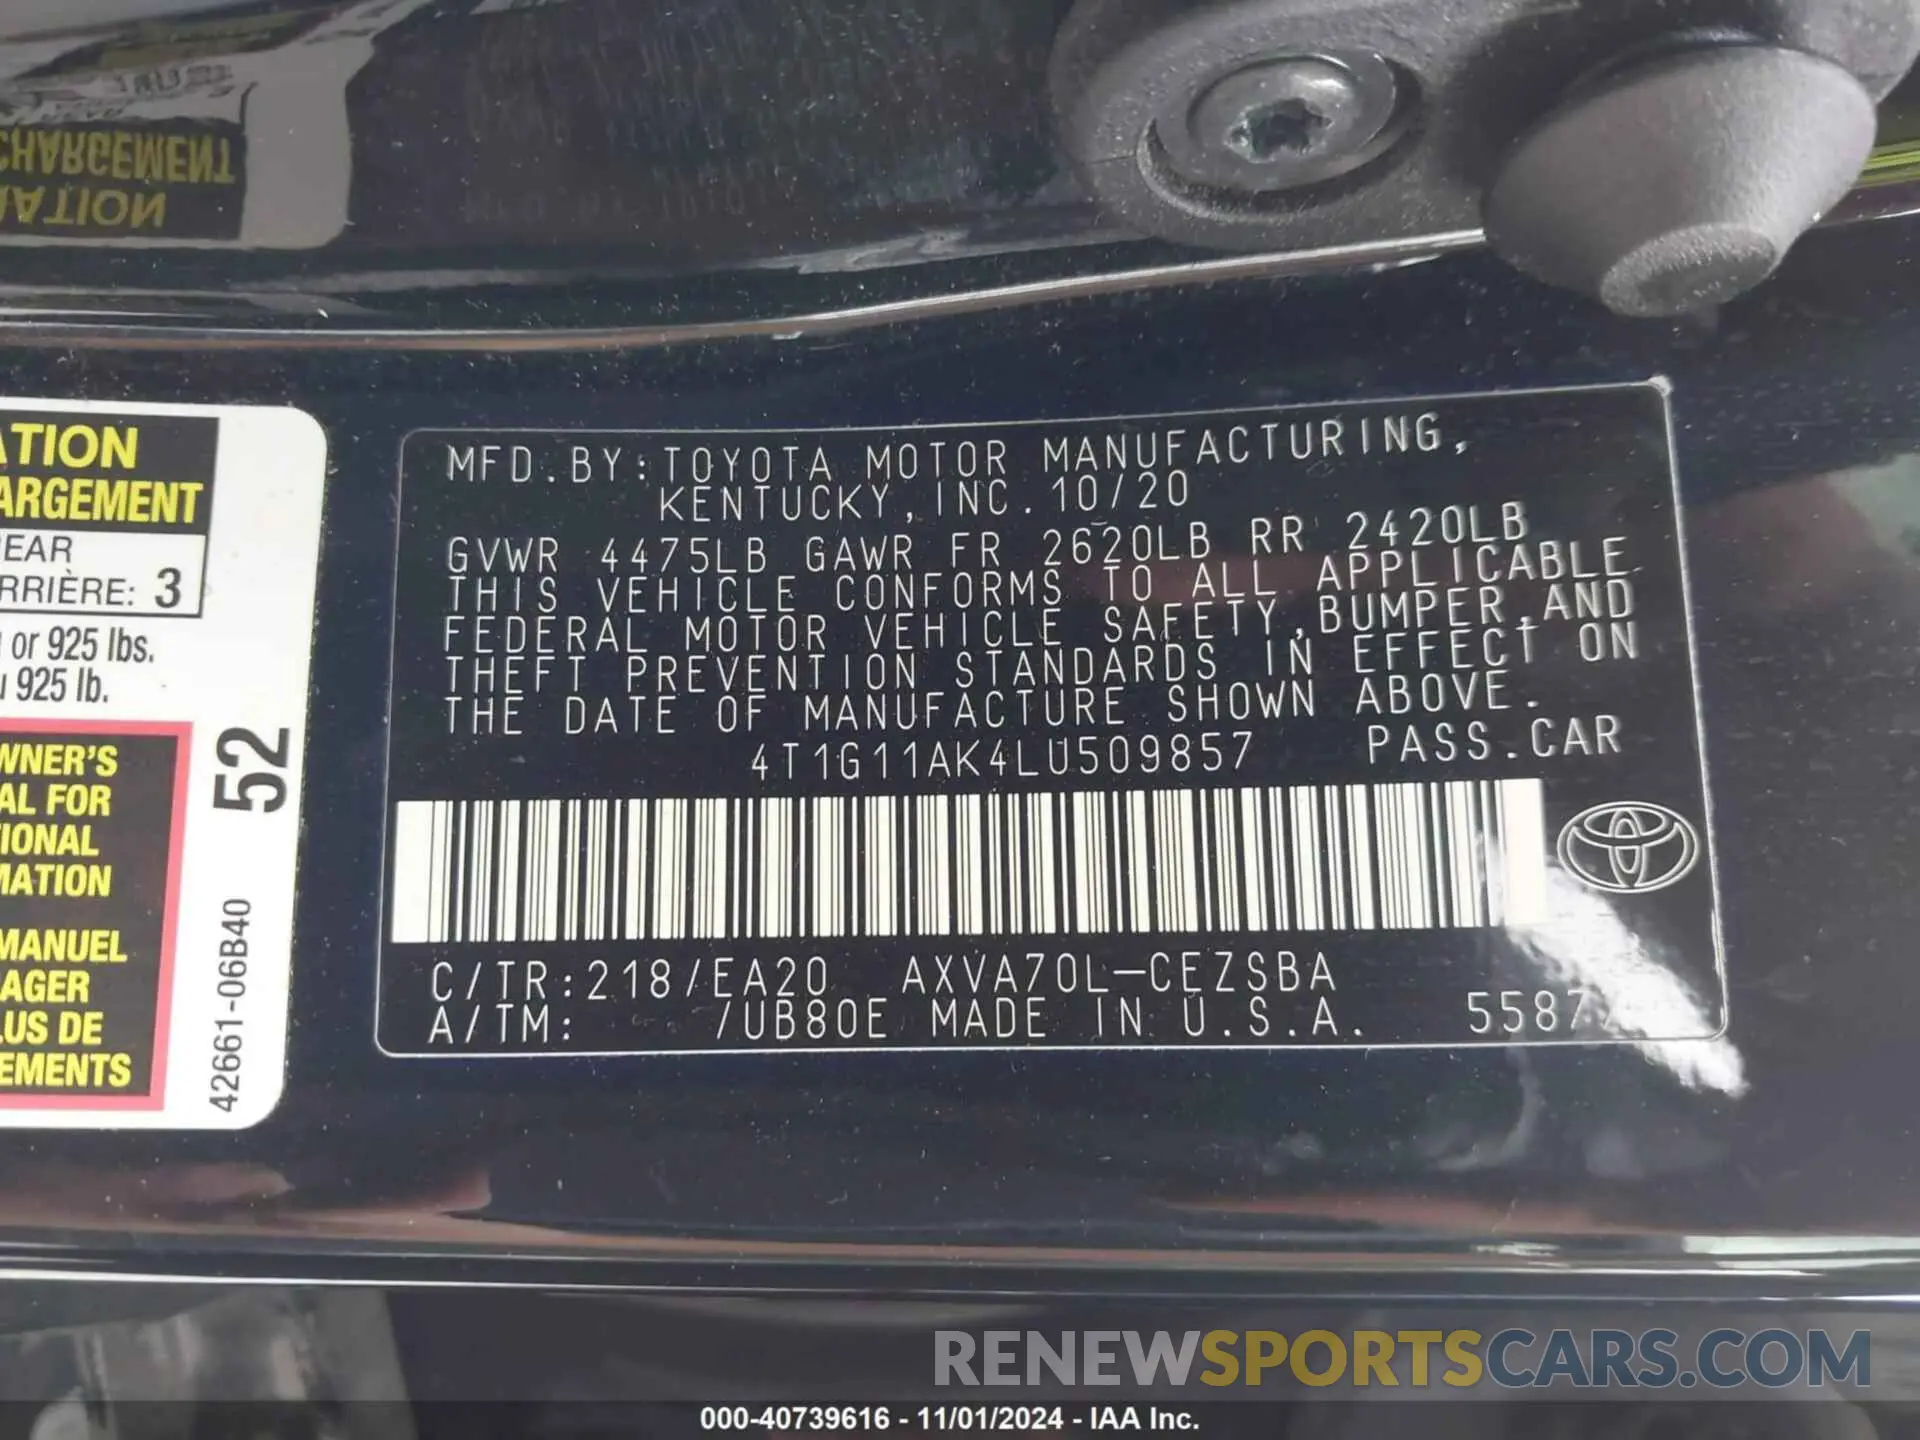 CHARGEMENT
ATION
ARGEMENT
EAR
RRIÈRE: 3
or 925 lbs.
925 lb.
WNER'S
AL FOR
IONAL
MATION
MANUEL
AGER
LUS DE
EMENTS
52
42661-06B40
MFD. BY: TOYOTA MOTOR MANUFACTURING,
KENTUCKY, INC. 10/20
GVWR 4475LB GAWR FR 2620LB RR 2420LB
THIS VEHICLE CONFORMS TO ALL APPLICABLE
FEDERAL MOTOR VEHICLE SAFETY, BUMPER, AND
THEFT PREVENTION STANDARDS IN EFFECT ON
THE DATE OF MANUFACTURE SHOWN ABOVE.
4T1G11AK4LU509857 PASS. CAR
C/TR: 218/EA20 AXVA70L-CEZSBA
A/TM: /UB80E MADE IN U.S.A. 5587
RENEWSPORTSCARS.COM
000-40739616 - 11/01/2024 - IAA Inc.